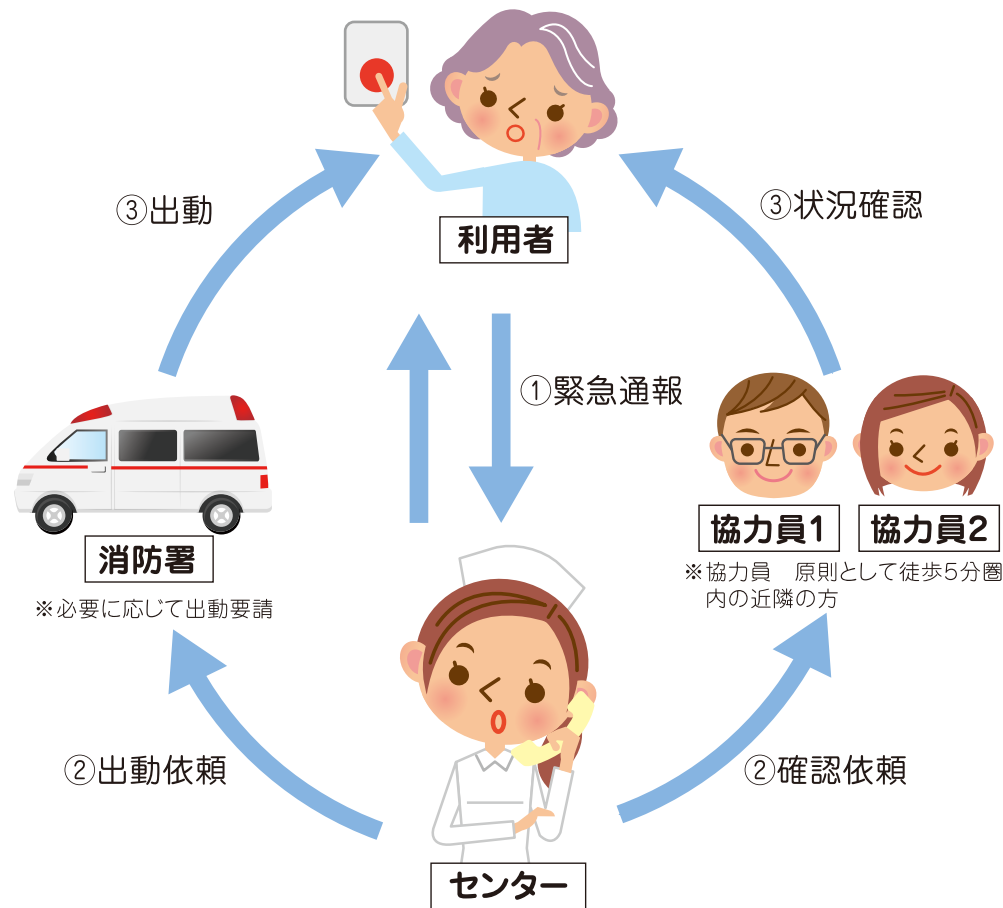 ③出動
③状況確認
利用者
①緊急通報
協力員1
協力員2
消防署
※協力員　原則として徒歩5分圏
内の近隣の方
※必要に応じて出動要請
②出動依頼
②確認依頼
センター